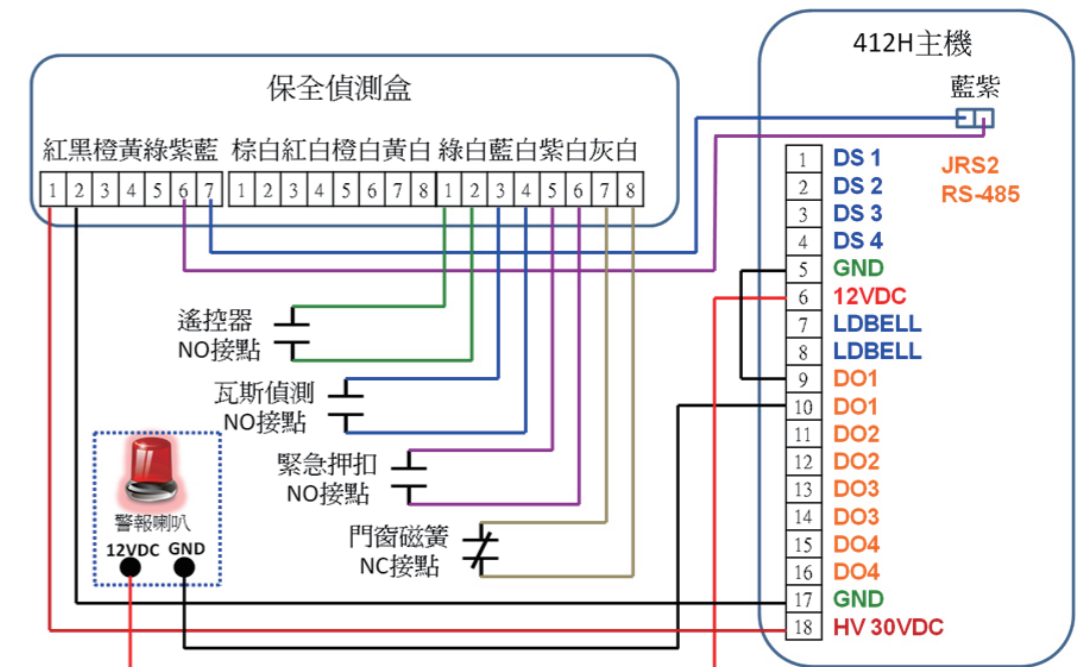 412H主機
保全偵測盒
藍紫
紅黑橙黃綠紫藍 棕白紅白橙白黃白 綠白藍白紫白灰白
1 2 3 4 5 6 7 1 2 3 4 5 6 7 8 1 2 3 4 5 6 7 8
JRS2
RS-485
1 DS 1
2 DS 2
3 DS 3
4 DS 4
5 GND
6 12VDC
7 LDBELL
8 LDBELL
9 DO1
10 DO1
11 DO2
12 DO2
13 DO3
14 DO3
15 DO4
16 DO4
17 GND
18 HV 30VDC
遙控器
NO接點
瓦斯偵測
NO接點
緊急押扣
NO接點
門窗磁簧
NC接點
警報喇叭
12VDC GND